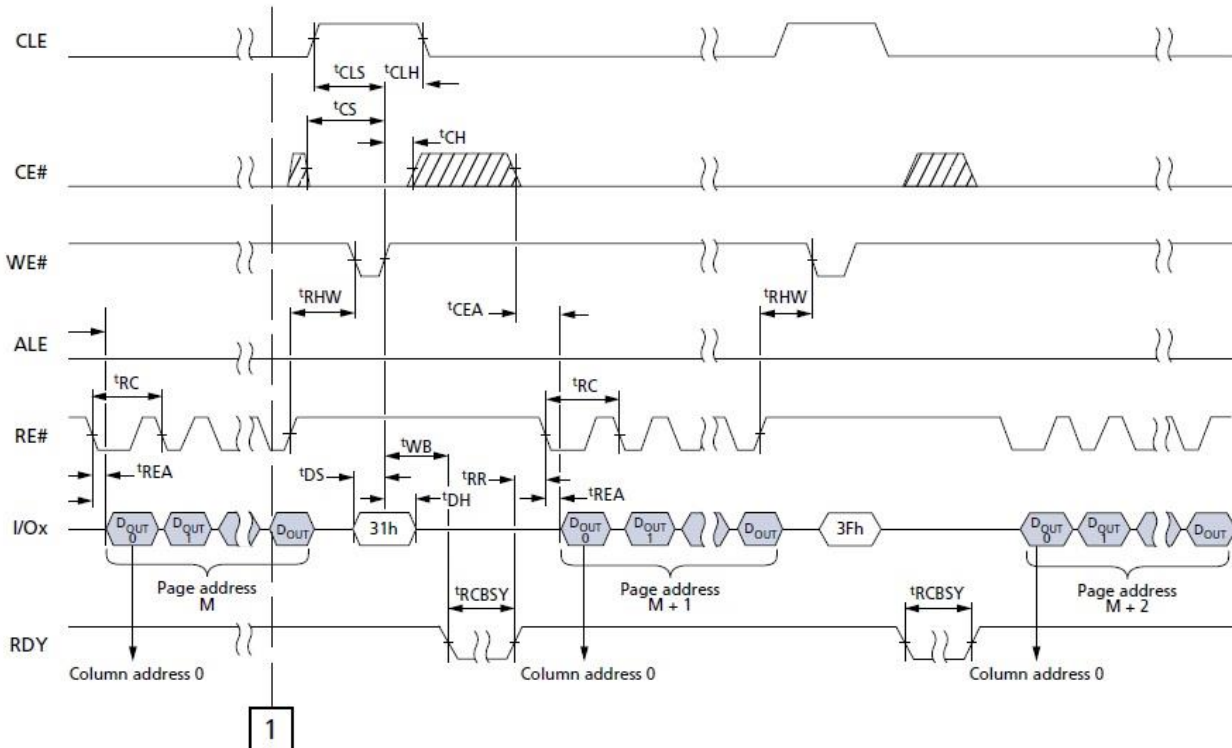 CLE
tCLS tCLH
tCS
tCH
CE#
WE#
tRHW tCEA tRHW
ALE
tRC tRC
RE#
tWB
tREA tDS tRR
tDH tREA
I/Ox DOUT 0 DOUT 1 DOUT 31h DOUT 0 DOUT 1 DOUT 3Fh DOUT 0 DOUT 1 DOUT
Page address M
Page address M + 1
Page address M + 2
tRCBSY tRCBSY
RDY
Column address 0 Column address 0 Column address 0
1